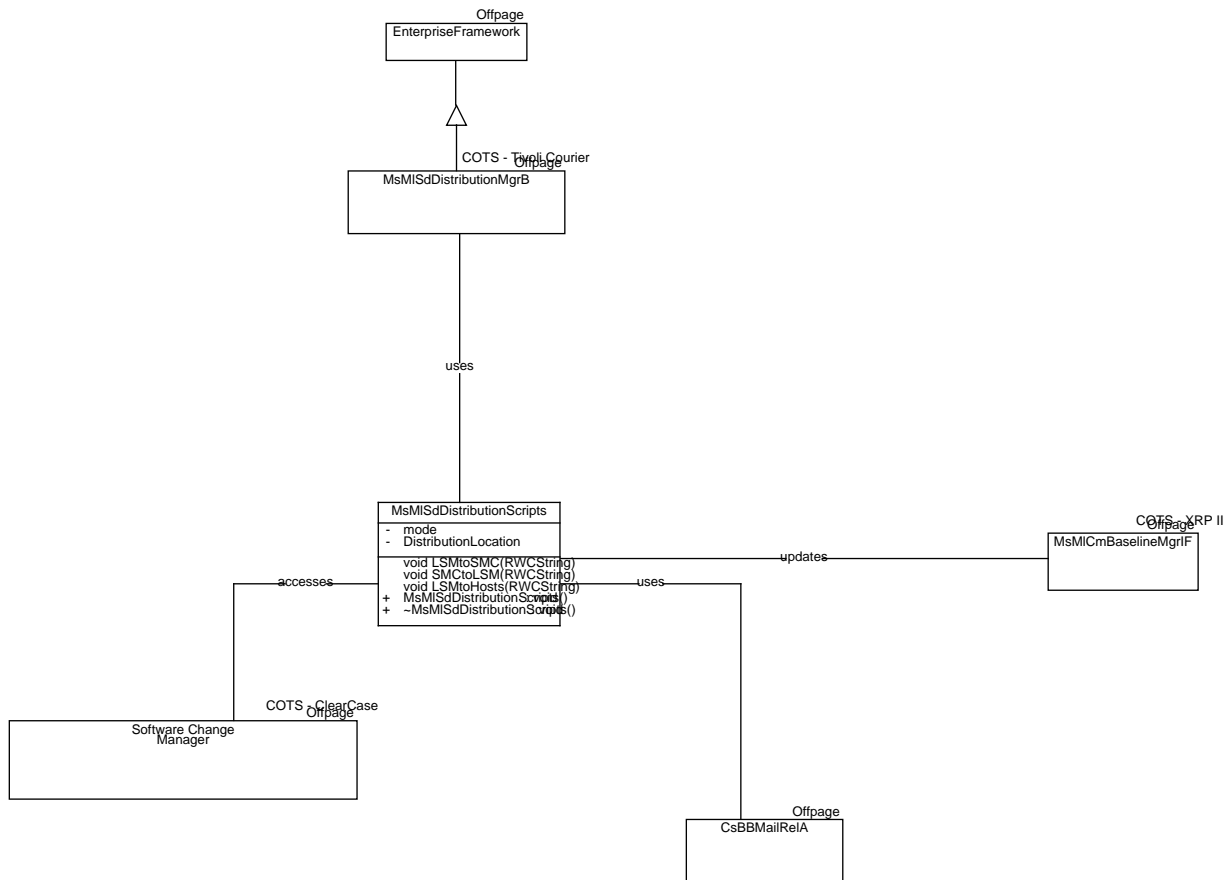 Offpage
EnterpriseFramework
COTS - Tivoli Courier
Offpage
MsMlSdDistributionMgrB
uses
MsMlSdDistributionScripts
- mode
- DistributionLocation
void LSMtoSMC(RWCString)
void SMCtoLSM(RWCString)
void LSMtoHosts(RWCString)
+ MsMlSdDistributionScripts() : void
+ ~MsMlSdDistributionScripts() : void
updates
COTS - XRP II
Offpage
MsMlCmBaselineMgrIF
accesses
uses
COTS - ClearCase
Offpage
Software Change
Manager
Offpage
CsBBMailRelA